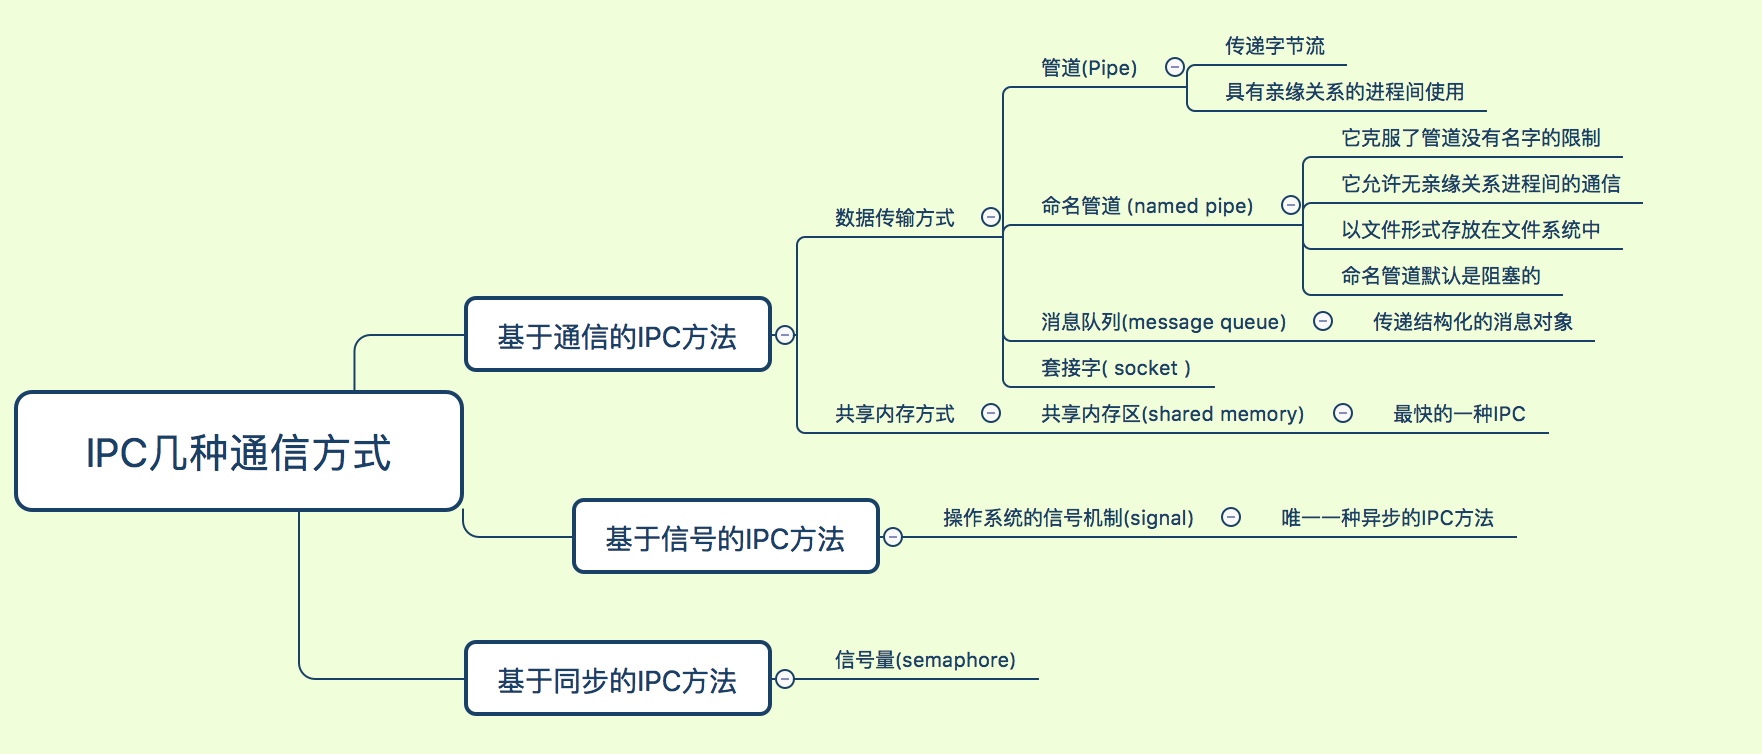 IPC几种通信方式
基于通信的IPC方法
数据传输方式
管道(Pipe)
传递字节流
具有亲缘关系的进程间使用
命名管道 (named pipe)
它克服了管道没有名字的限制
它允许无亲缘关系进程间的通信
以文件形式存放在文件系统中
命名管道默认是阻塞的
消息队列(message queue)
传递结构化的消息对象
套接字( socket )
共享内存方式
共享内存区(shared memory)
最快的一种IPC
基于信号的IPC方法
操作系统的信号机制(signal)
唯一一种异步的IPC方法
基于同步的IPC方法
信号量(semaphore)